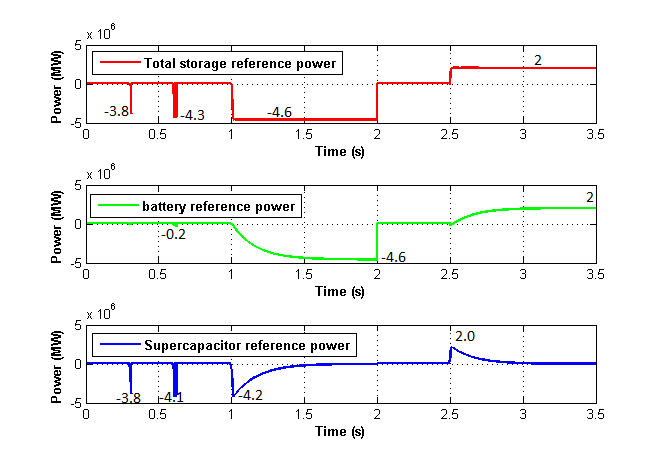 x 10^6
5
0
-5
Power (MW)
Total storage reference power
-3.8
-4.3
-4.6
2
0 0.5 1 1.5 2 2.5 3 3.5
Time (s)
x 10^6
5
0
-5
Power (MW)
battery reference power
-0.2
-4.6
2
0 0.5 1 1.5 2 2.5 3 3.5
Time (s)
x 10^6
5
0
-5
Power (MW)
Supercapacitor reference power
-3.8
-4.1
-4.2
2.0
0 0.5 1 1.5 2 2.5 3 3.5
Time (s)